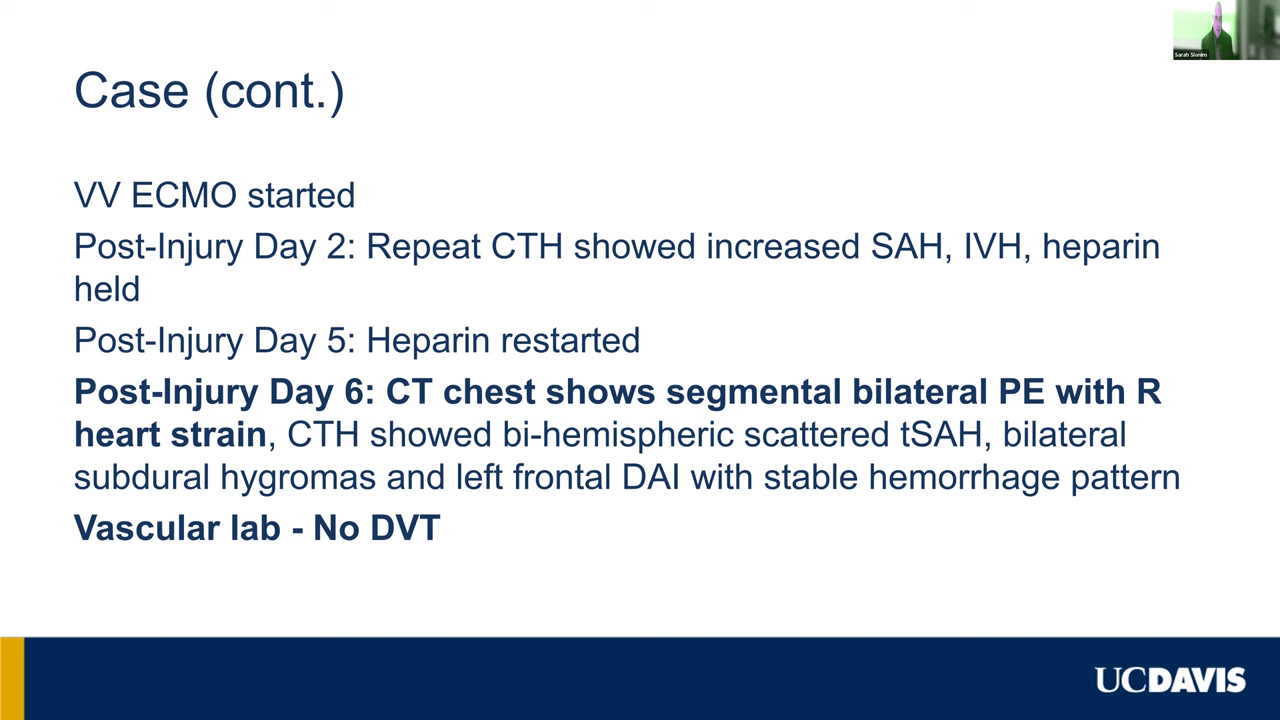 Sarah Slonim
Case (cont.)
VV ECMO started
Post-Injury Day 2: Repeat CTH showed increased SAH, IVH, heparin
held
Post-Injury Day 5: Heparin restarted
Post-Injury Day 6: CT chest shows segmental bilateral PE with R
heart strain, CTH showed bi-hemispheric scattered tSAH, bilateral
subdural hygromas and left frontal DAI with stable hemorrhage pattern
Vascular lab - No DVT
UCDAVIS